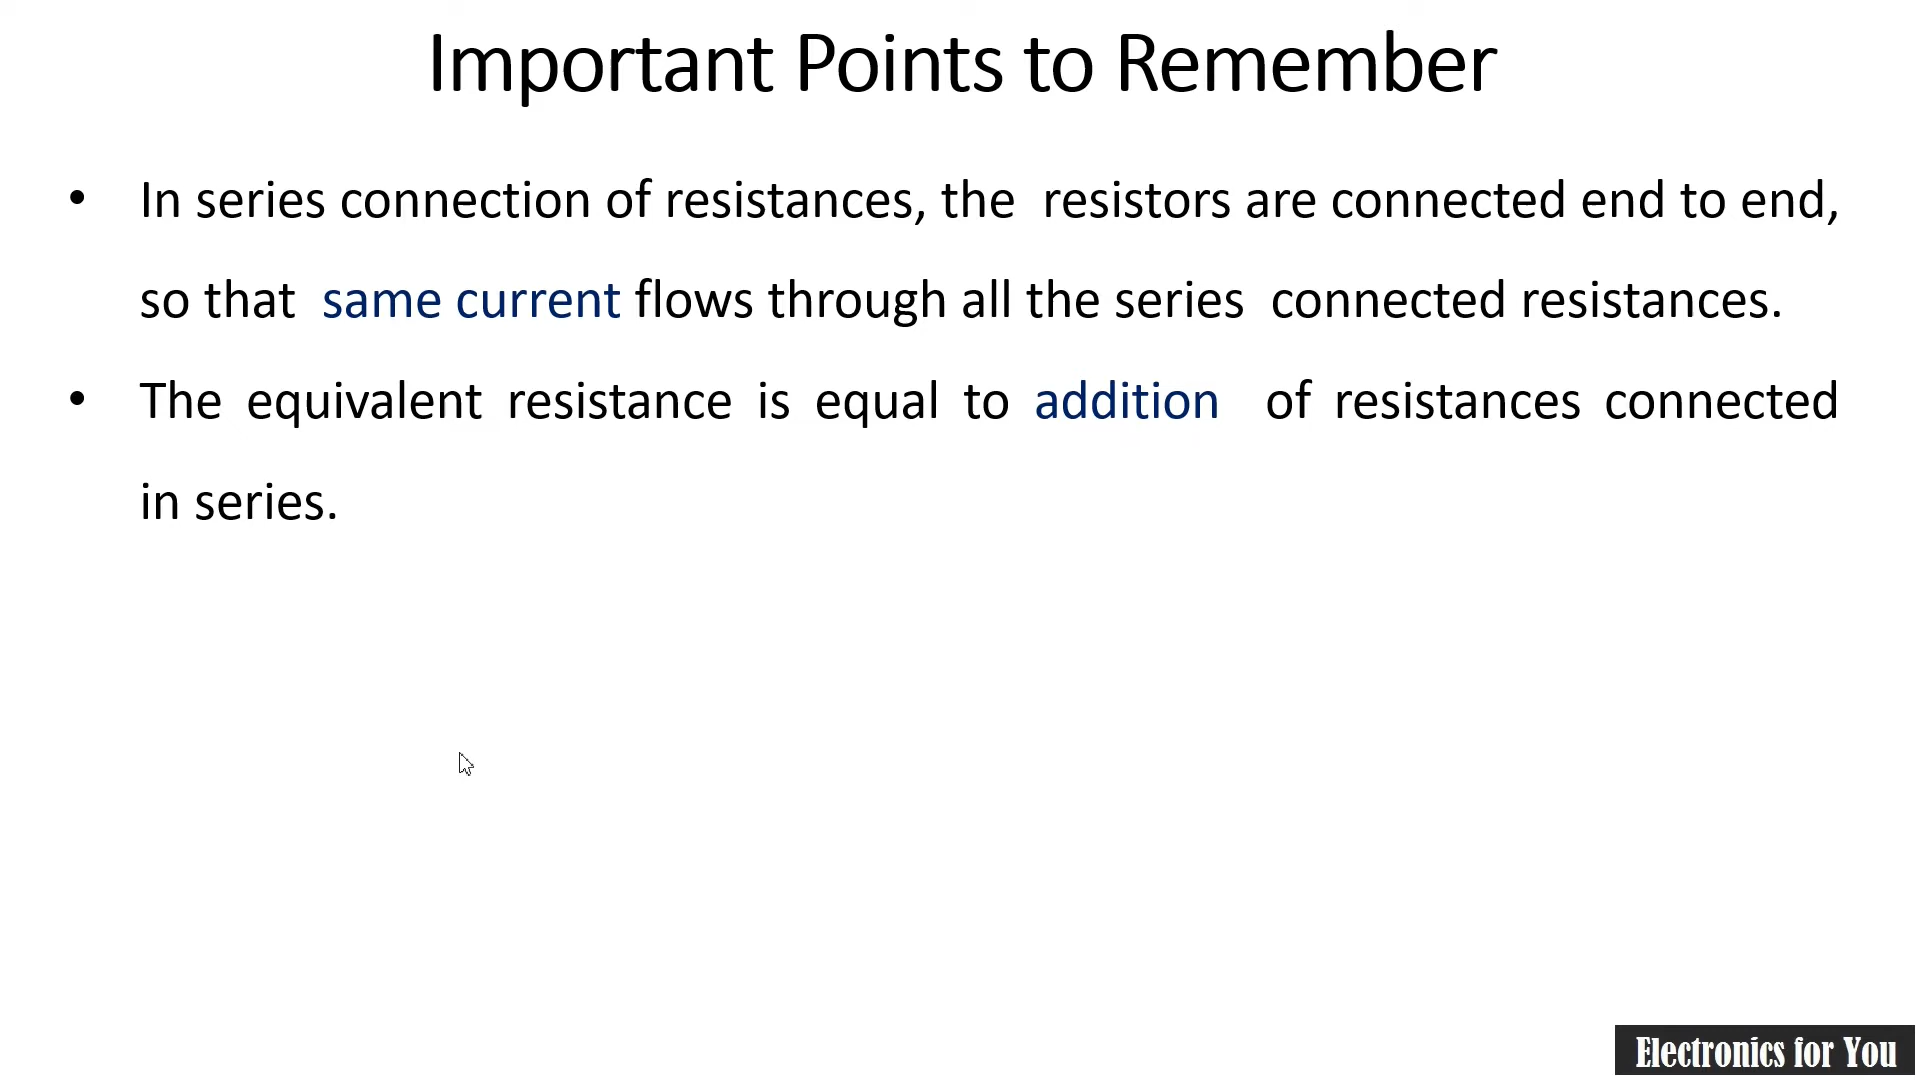 Important Points to Remember
• In series connection of resistances, the resistors are connected end to end,
so that same current flows through all the series connected resistances.
• The equivalent resistance is equal to addition of resistances connected
in series.
Electronics for You